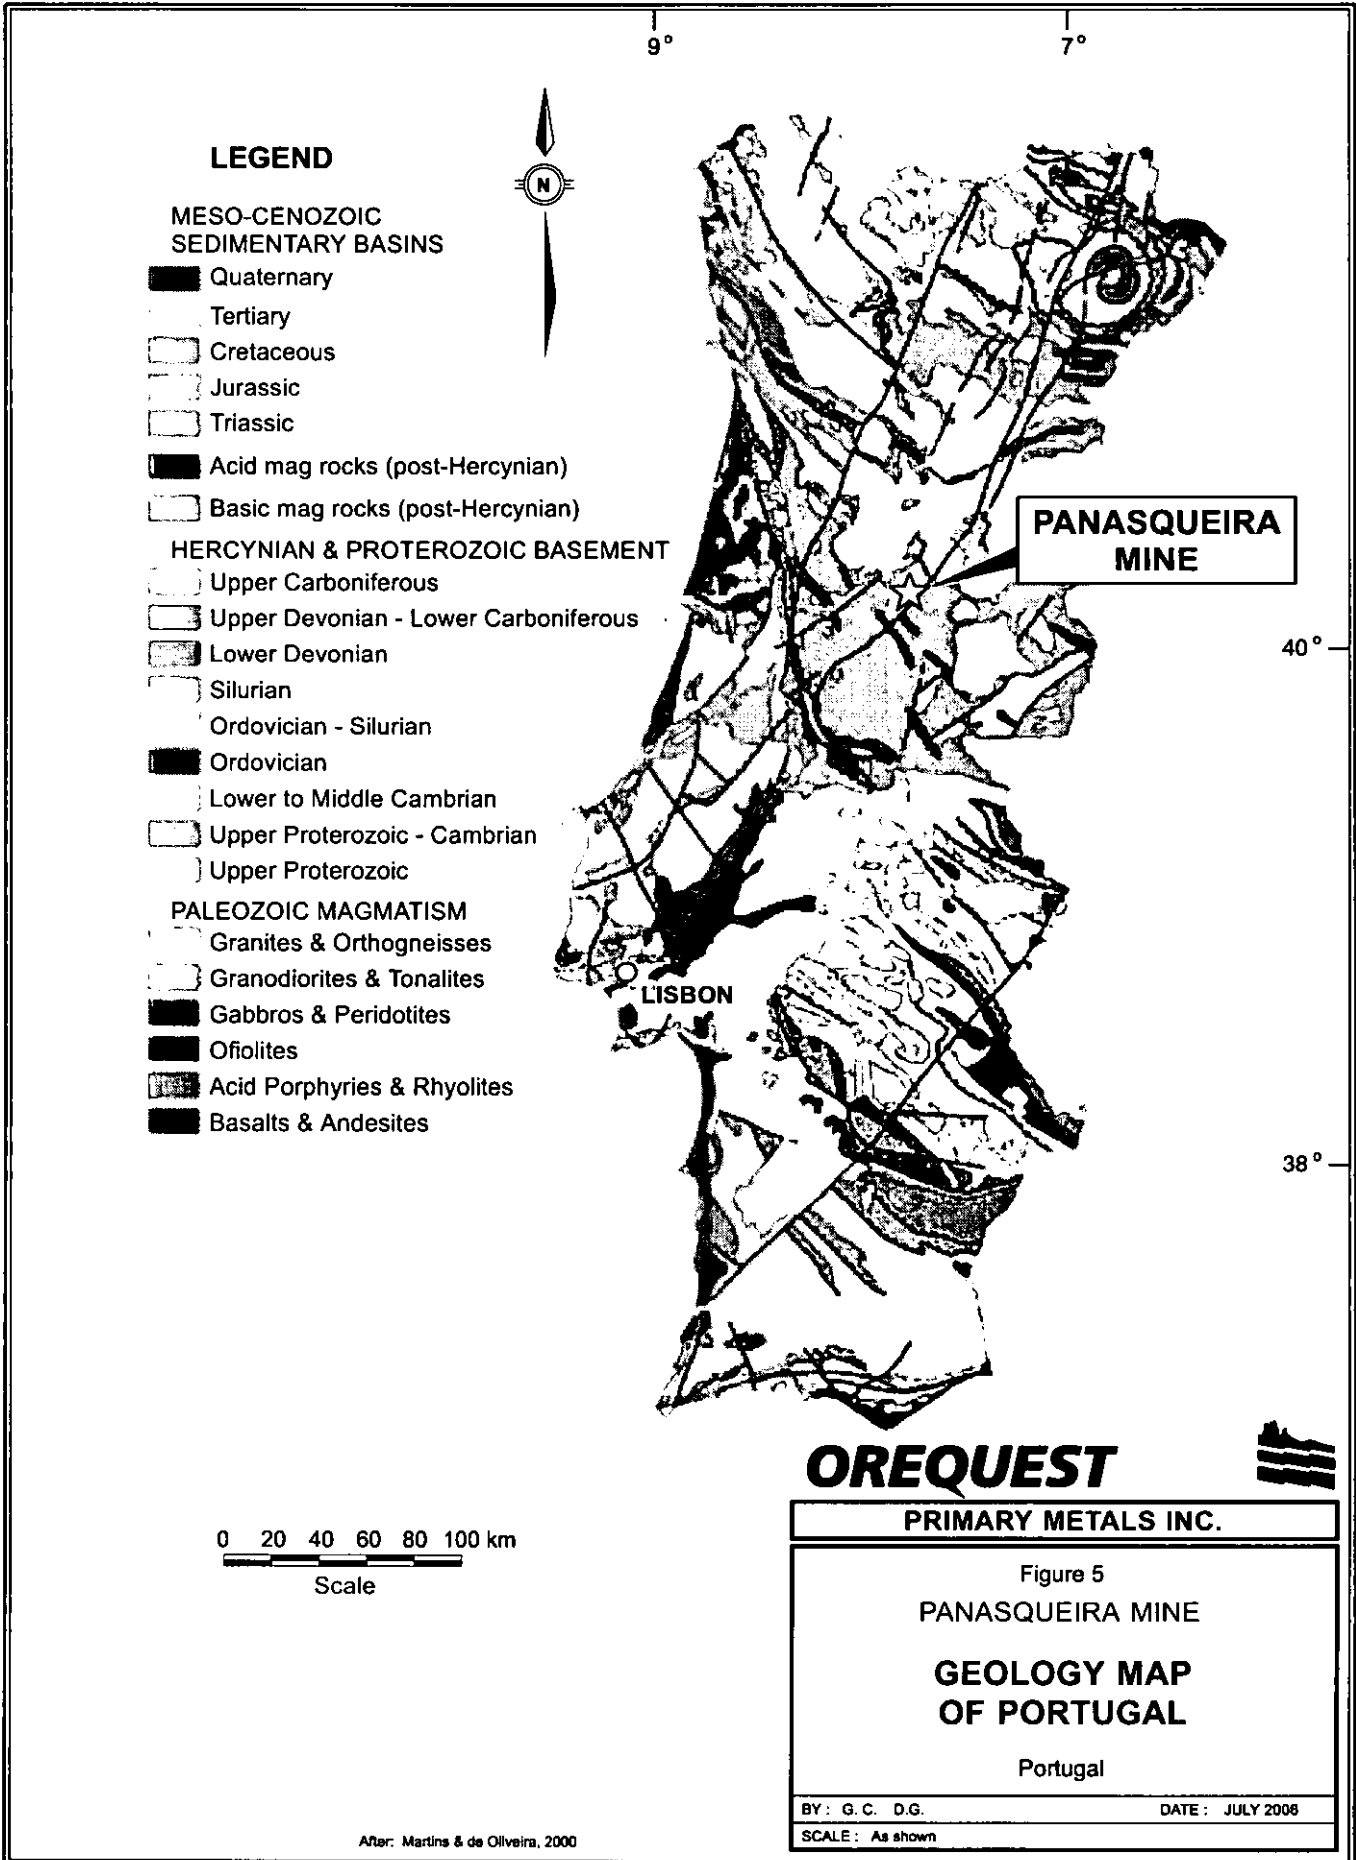 9°
7°
N
LEGEND
MESO-CENOZOIC
SEDIMENTARY BASINS
Quaternary
Tertiary
Cretaceous
Jurassic
Triassic
Acid mag rocks (post-Hercynian)
Basic mag rocks (post-Hercynian)
HERCYNIAN & PROTEROZOIC BASEMENT
Upper Carboniferous
Upper Devonian - Lower Carboniferous
Lower Devonian
Silurian
Ordovician - Silurian
Ordovician
Lower to Middle Cambrian
Upper Proterozoic - Cambrian
Upper Proterozoic
PALEOZOIC MAGMATISM
Granites & Orthogneisses
Granodiorites & Tonalites
Gabbros & Peridotites
Ofiolites
Acid Porphyries & Rhyolites
Basalts & Andesites
PANASQUEIRA
MINE
40°
LISBON
38°
0 20 40 60 80 100 km
Scale
OREQUEST
PRIMARY METALS INC.
Figure 5
PANASQUEIRA MINE
GEOLOGY MAP
OF PORTUGAL
Portugal
BY : G. C. D.G.
DATE : JULY 2006
SCALE : As shown
After: Martins & de Oliveira, 2000